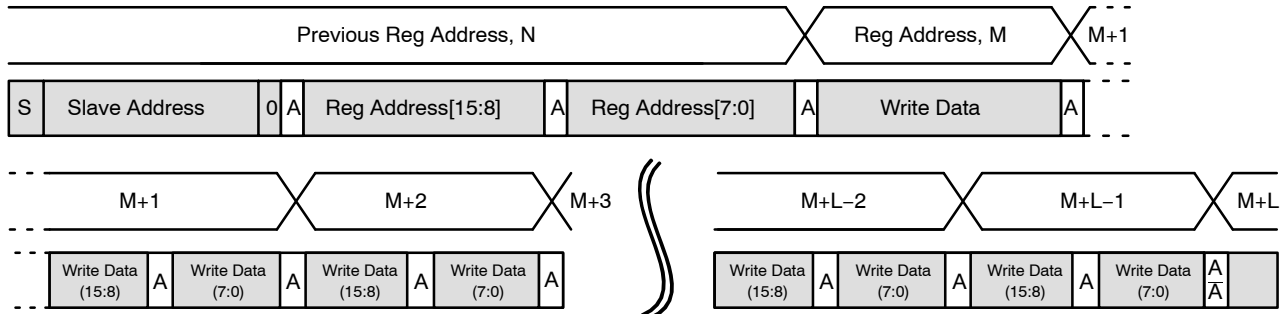 Previous Reg Address, N Reg Address, M M+1
S Slave Address 0 A Reg Address[15:8] A Reg Address[7:0] A Write Data A
M+1 M+2 M+3 M+L−2 M+L−1 M+L
Write Data A Write Data A Write Data A Write Data A Write Data A Write Data A Write Data A Write Data A
(15:8) (7:0) (15:8) (7:0) (15:8) (7:0) (15:8) (7:0) A̅